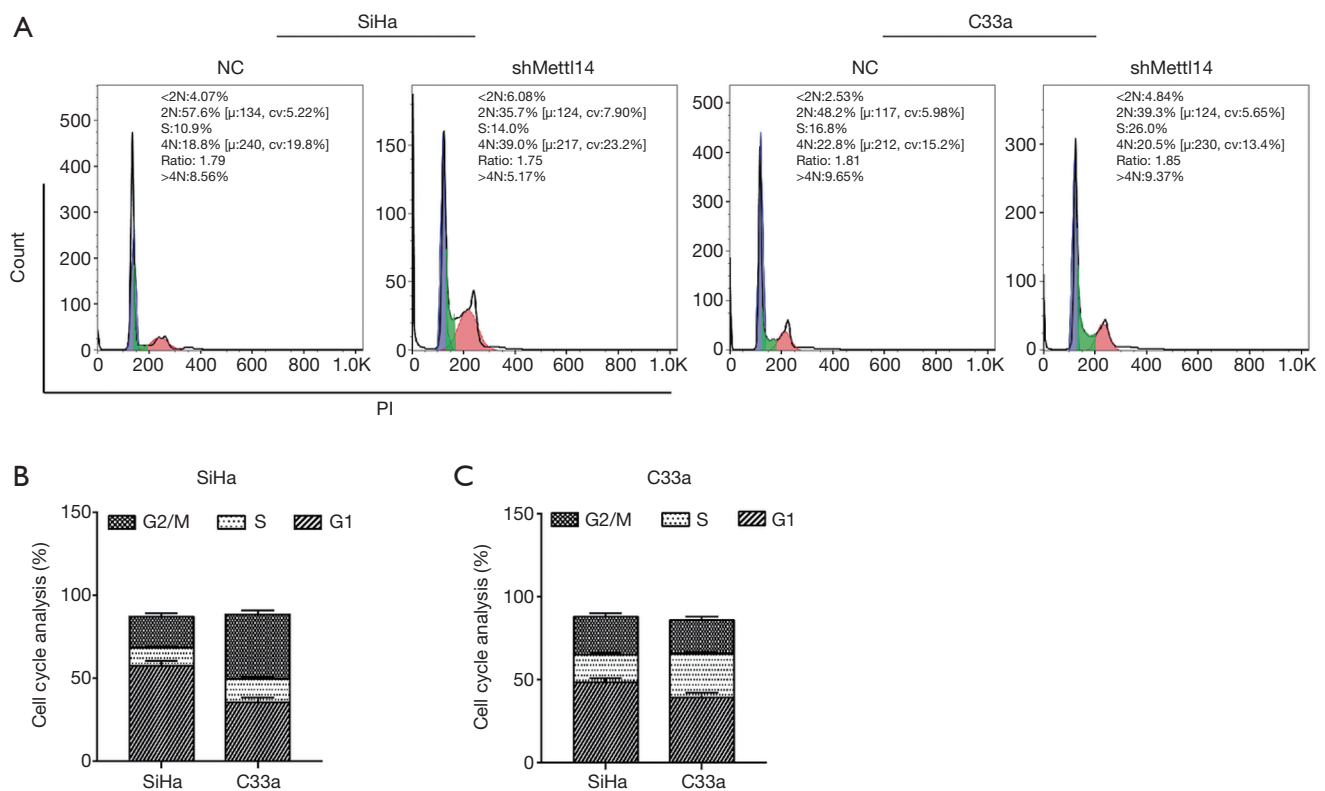 A
SiHa
C33a
NC
shMettl14
NC
shMettl14
<2N:4.07%
2N:57.6% [µ:134, cv:5.22%]
S:10.9%
4N:18.8% [µ:240, cv:19.8%]
Ratio: 1.79
>4N:8.56%
500
400
300
200
100
0
0 200 400 600 800 1.0K
<2N:6.08%
2N:35.7% [µ:124, cv:7.90%]
S:14.0%
4N:39.0% [µ:217, cv:23.2%]
Ratio: 1.75
>4N:5.17%
150
100
50
0
0 200 400 600 800 1.0K
<2N:2.53%
2N:48.2% [µ:117, cv:5.98%]
S:16.8%
4N:22.8% [µ:212, cv:15.2%]
Ratio: 1.81
>4N:9.65%
500
400
300
200
100
0
0 200 400 600 800 1.0K
<2N:4.84%
2N:39.3% [µ:124, cv:5.65%]
S:26.0%
4N:20.5% [µ:230, cv:13.4%]
Ratio: 1.85
>4N:9.37%
300
200
100
0
0 200 400 600 800 1.0K
Count
PI
B
SiHa
G2/M S G1
Cell cycle analysis (%)
150
100
50
0
SiHa C33a
C
C33a
G2/M S G1
Cell cycle analysis (%)
150
100
50
0
SiHa C33a